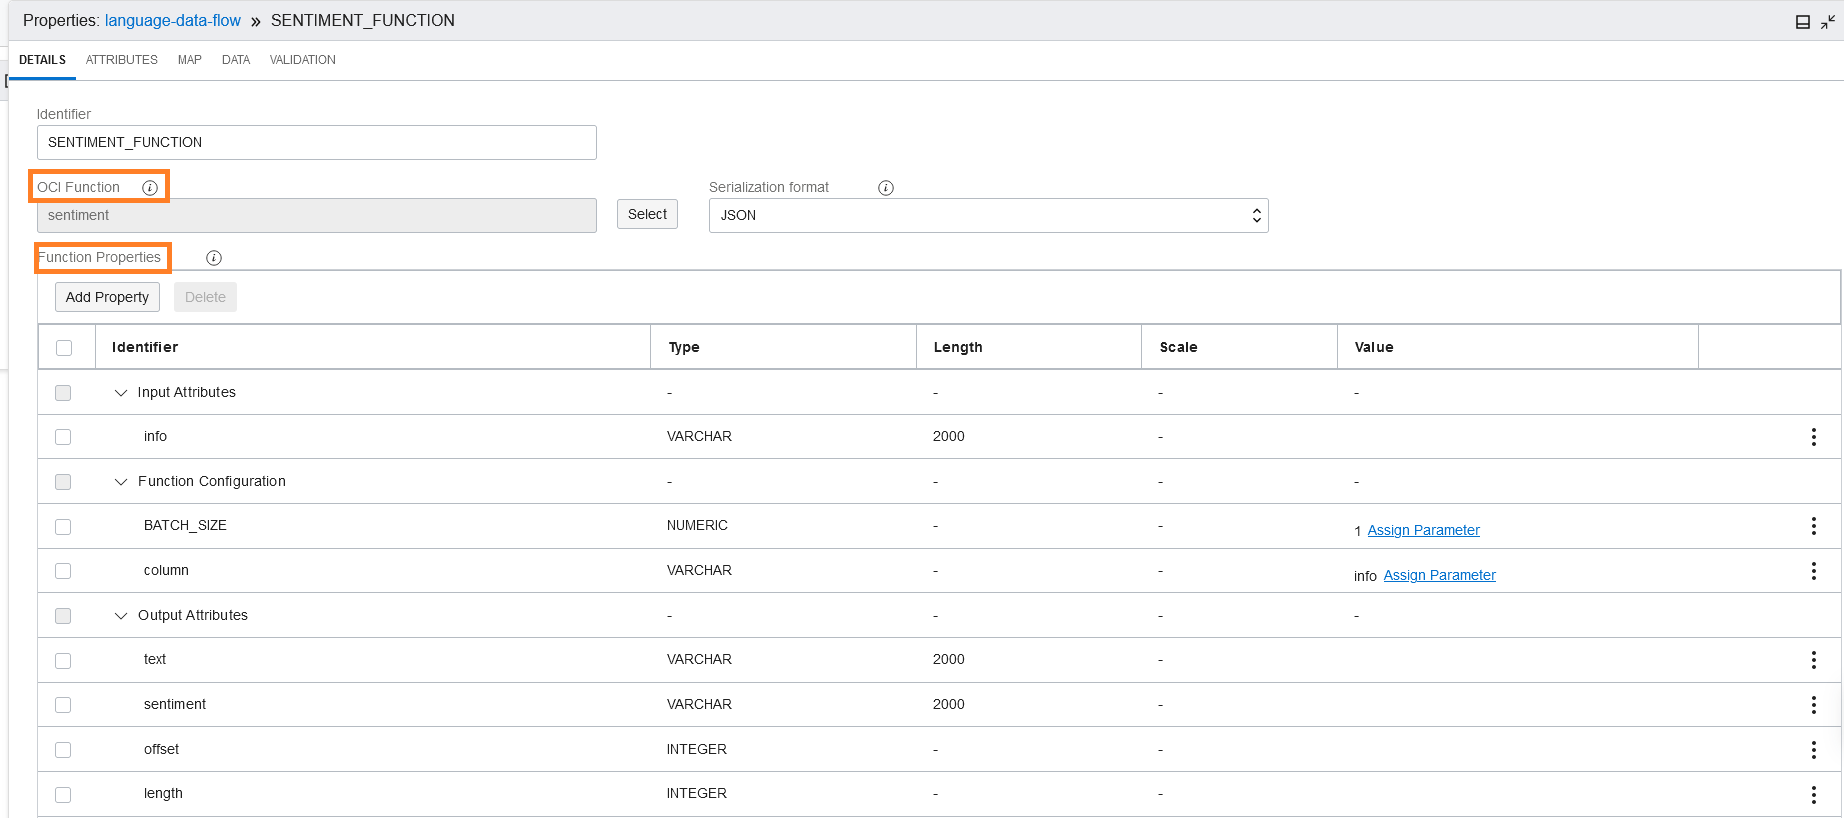 Properties: language-data-flow » SENTIMENT_FUNCTION
DETAILS ATTRIBUTES MAP DATA VALIDATION
Identifier
SENTIMENT_FUNCTION
OCI Function i Serialization format i
sentiment Select JSON
Function Properties i
Add Property Delete
Identifier Type Length Scale Value
Input Attributes - - - -
info VARCHAR 2000 -
Function Configuration - - - -
BATCH_SIZE NUMERIC - - 1 Assign Parameter
column VARCHAR - - info Assign Parameter
Output Attributes - - - -
text VARCHAR 2000 -
sentiment VARCHAR 2000 -
offset INTEGER - -
length INTEGER - -